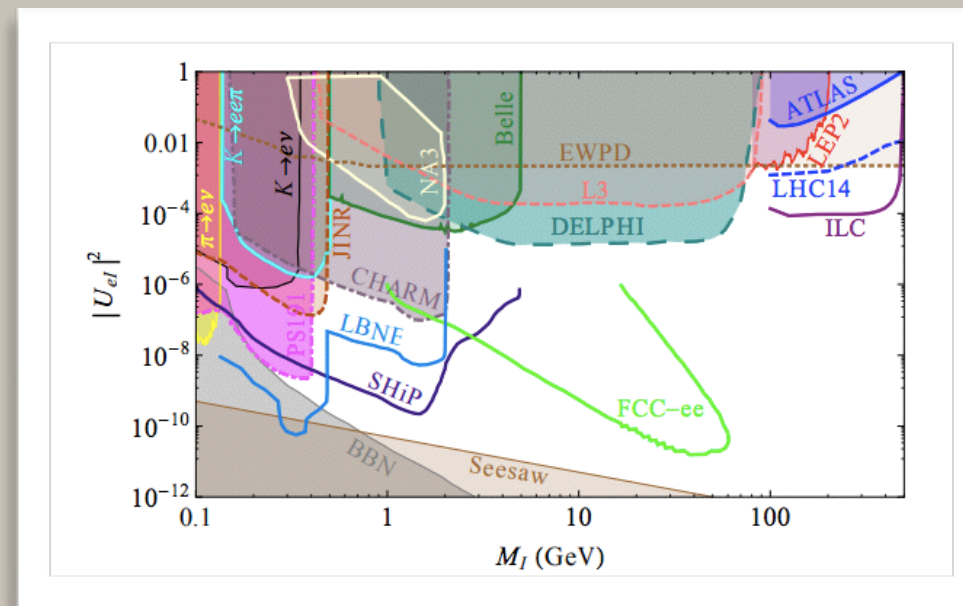 1
0.01
10⁻⁴
10⁻⁶
10⁻⁸
10⁻¹⁰
10⁻¹²
|U_eI|²
0.1
1
10
100
M_I (GeV)
π→eν
K→eeπ
K→eν
PS191
JINR
NA3
Belle
CHARM
EWPD
L3
DELPHI
ATLAS
LEP2
LHC14
ILC
LBNE
SHiP
FCC-ee
BBN
Seesaw